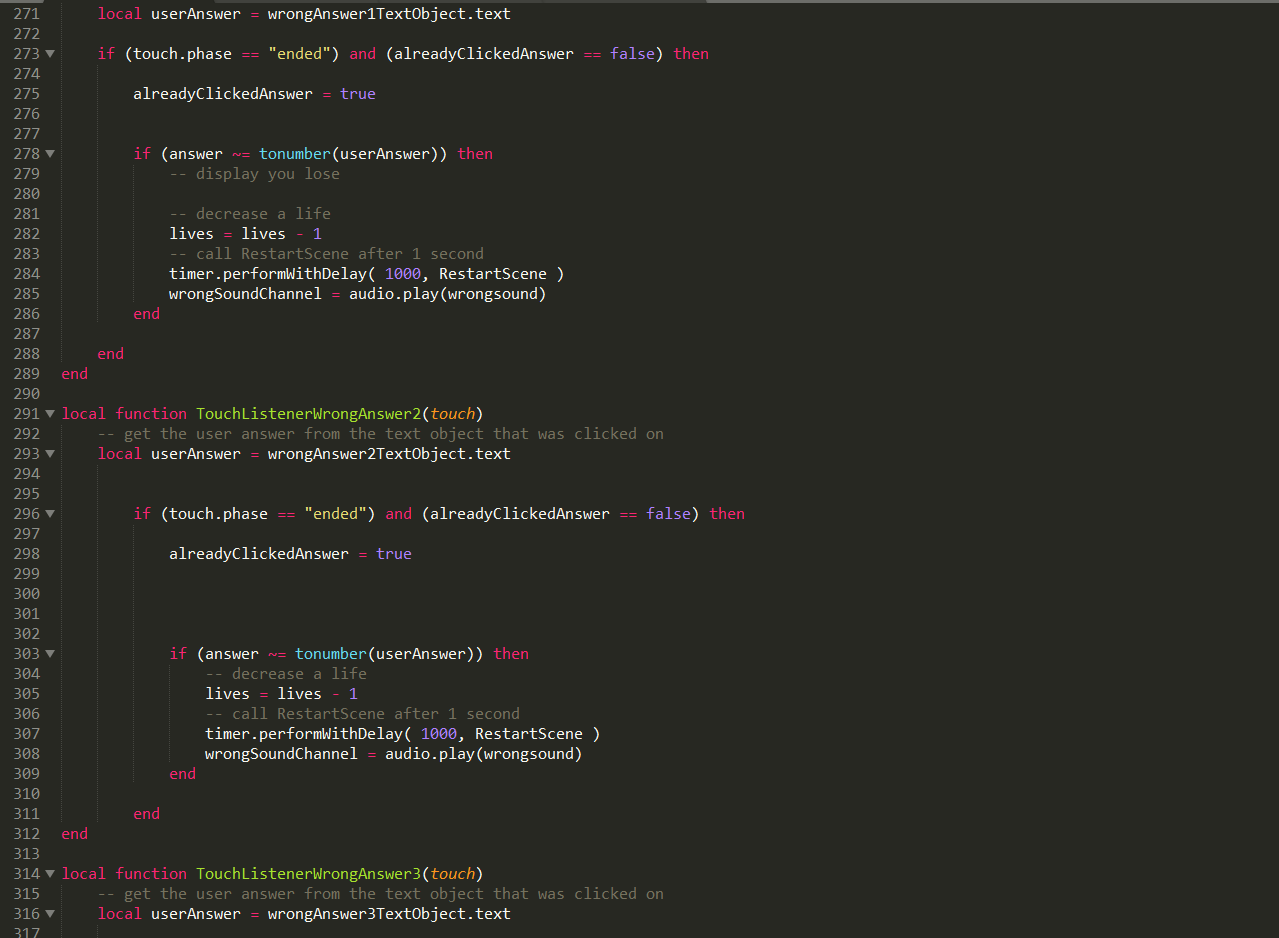 271 local userAnswer = wrongAnswer1TextObject.text
272
273 if (touch.phase == "ended") and (alreadyClickedAnswer == false) then
274
275 alreadyClickedAnswer = true
276
277
278 if (answer ~= tonumber(userAnswer)) then
279 -- display you lose
280
281 -- decrease a life
282 lives = lives - 1
283 -- call RestartScene after 1 second
284 timer.performWithDelay( 1000, RestartScene )
285 wrongSoundChannel = audio.play(wrongsound)
286 end
287
288 end
289 end
290
291 local function TouchListenerWrongAnswer2(touch)
292 -- get the user answer from the text object that was clicked on
293 local userAnswer = wrongAnswer2TextObject.text
294
295
296 if (touch.phase == "ended") and (alreadyClickedAnswer == false) then
297
298 alreadyClickedAnswer = true
299
300
301
302
303 if (answer ~= tonumber(userAnswer)) then
304 -- decrease a life
305 lives = lives - 1
306 -- call RestartScene after 1 second
307 timer.performWithDelay( 1000, RestartScene )
308 wrongSoundChannel = audio.play(wrongsound)
309 end
310
311 end
312 end
313
314 local function TouchListenerWrongAnswer3(touch)
315 -- get the user answer from the text object that was clicked on
316 local userAnswer = wrongAnswer3TextObject.text
317